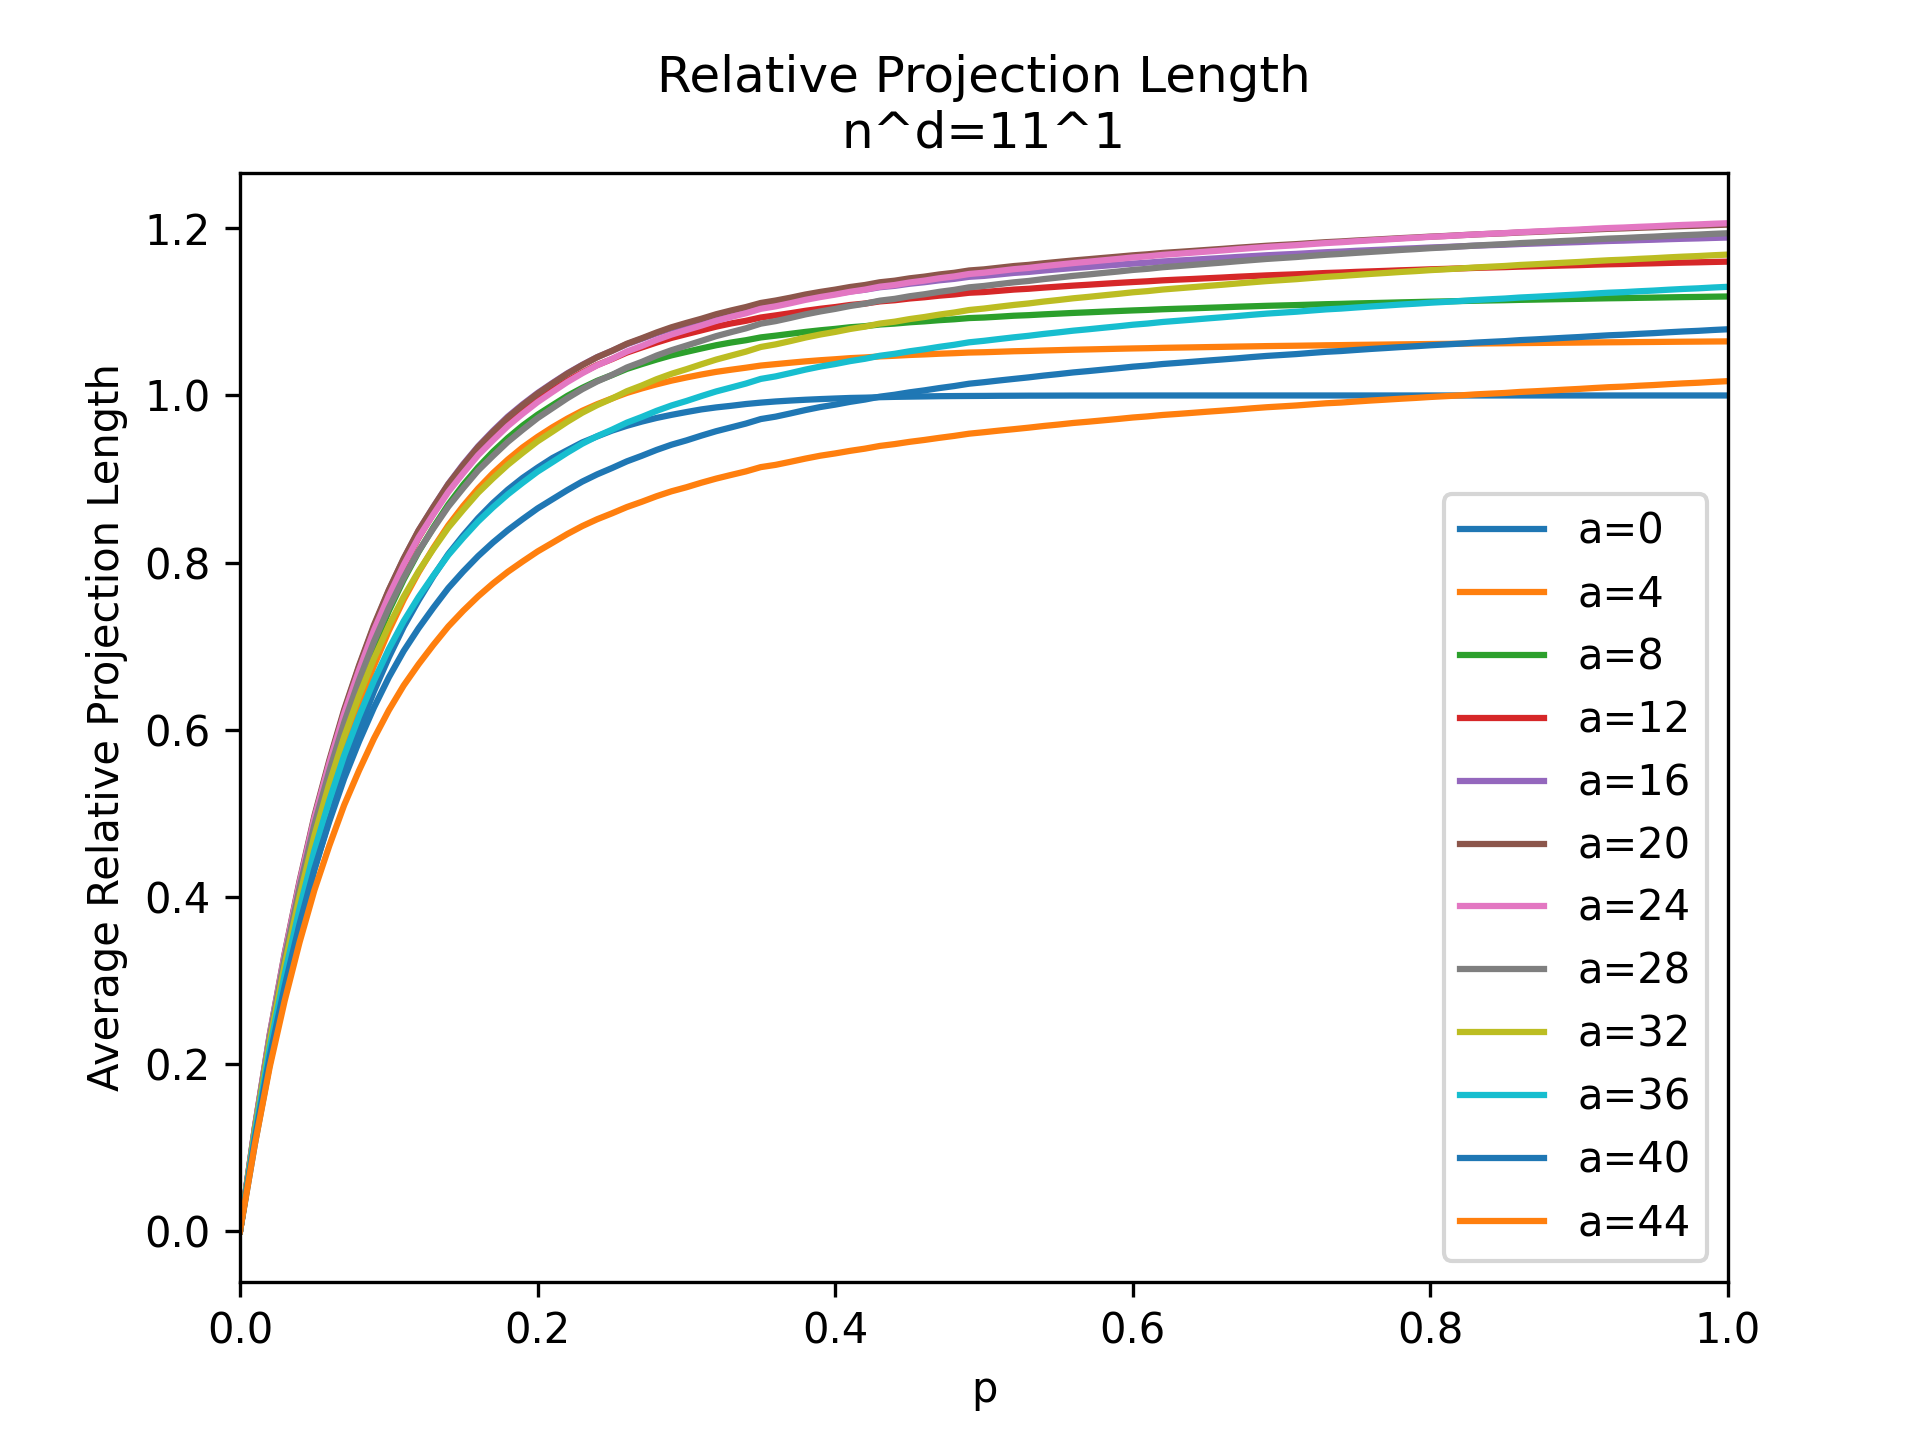 Relative Projection Length
n^d=11^1
Average Relative Projection Length
1.2
1.0
0.8
0.6
0.4
0.2
0.0
a=0
a=4
a=8
a=12
a=16
a=20
a=24
a=28
a=32
a=36
a=40
a=44
0.0 0.2 0.4 0.6 0.8 1.0
p